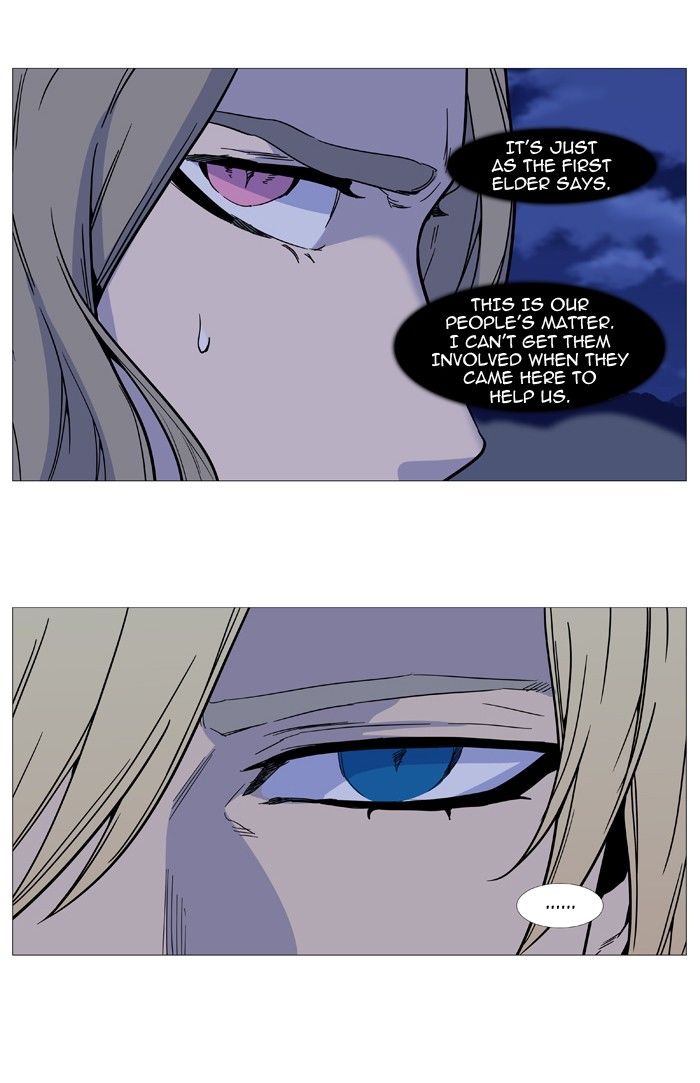 IT'S JUST
AS THE FIRST
ELDER SAYS.
THIS IS OUR
PEOPLE'S MATTER.
I CAN'T GET THEM
INVOLVED WHEN THEY
CAME HERE TO
HELP US.
......